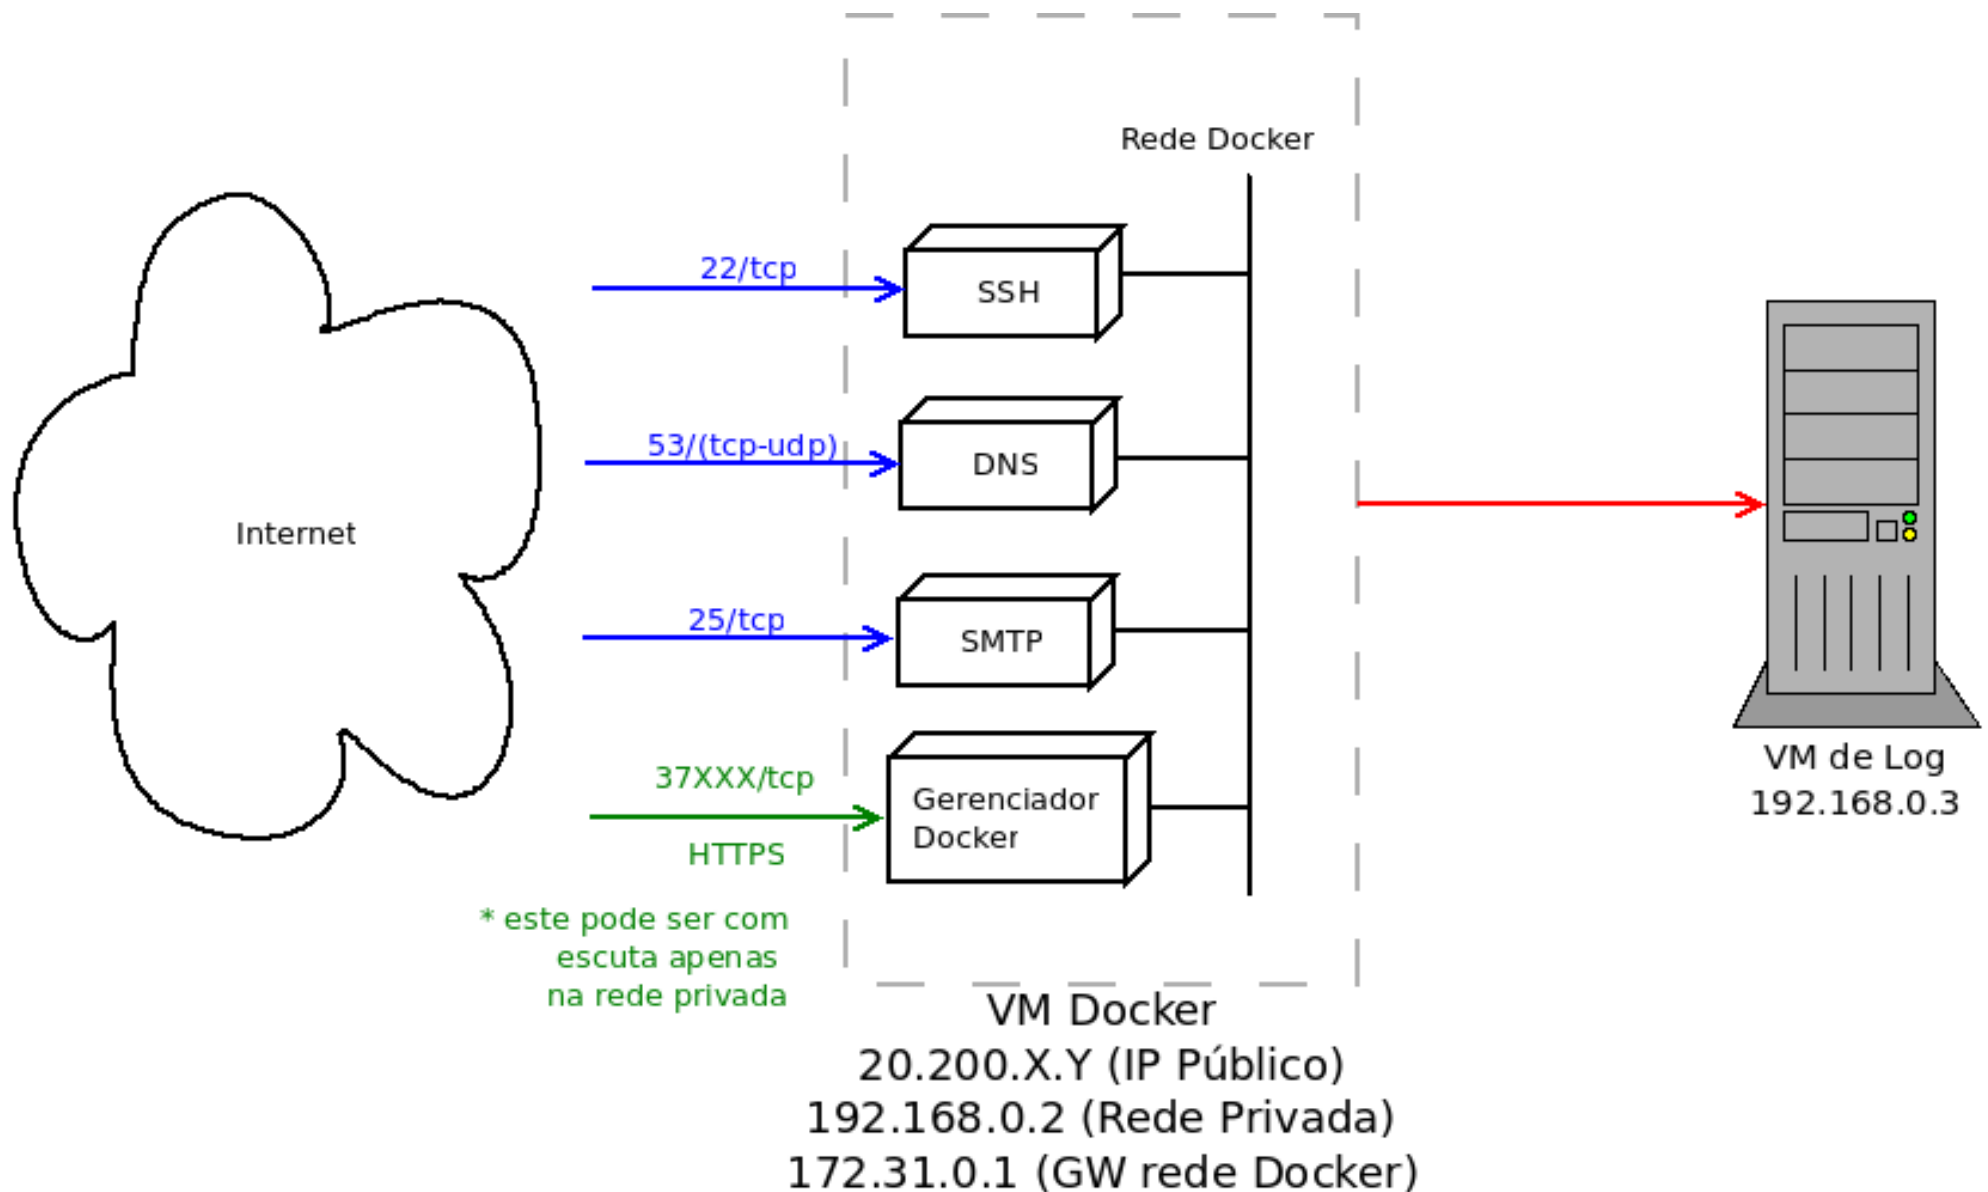 Rede Docker
22/tcp
SSH
53/(tcp-udp)
DNS
Internet
25/tcp
SMTP
37XXX/tcp
Gerenciador
Docker
HTTPS
* este pode ser com
escuta apenas
na rede privada
VM de Log
192.168.0.3
VM Docker
20.200.X.Y (IP Público)
192.168.0.2 (Rede Privada)
172.31.0.1 (GW rede Docker)